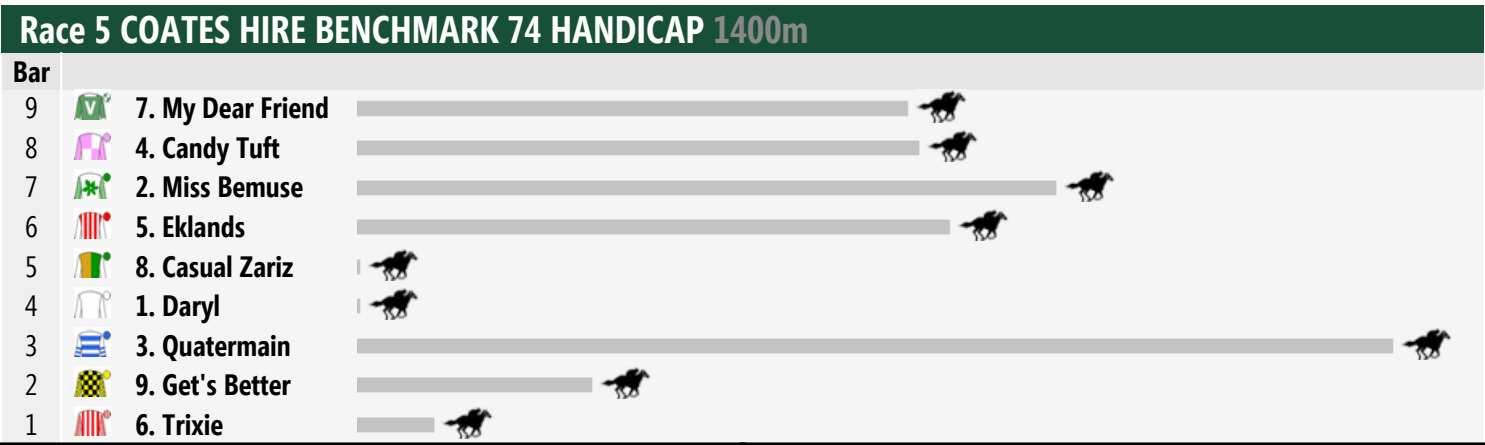 Race 5 COATES HIRE BENCHMARK 74 HANDICAP 1400m
Bar
9 V 7. My Dear Friend
8 4. Candy Tuft
7 2. Miss Bemuse
6 5. Eklands
5 8. Casual Zariz
4 1. Daryl
3 3. Quatermain
2 9. Get's Better
1 6. Trixie